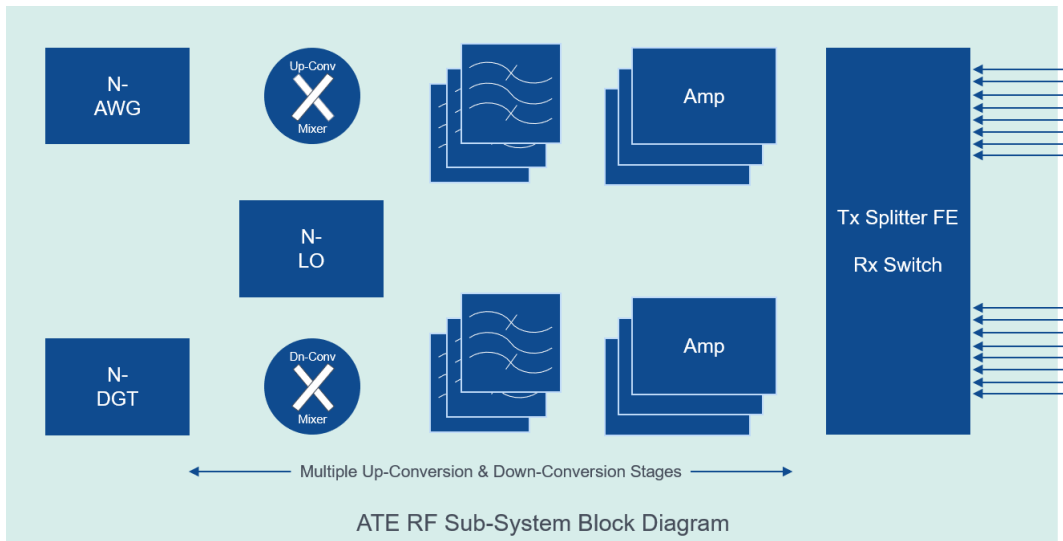 N-
AWG
Up-Conv
Mixer
Amp
N-
LO
Tx Splitter FE
Rx Switch
N-
DGT
Dn-Conv
Mixer
Amp
Multiple Up-Conversion & Down-Conversion Stages
ATE RF Sub-System Block Diagram